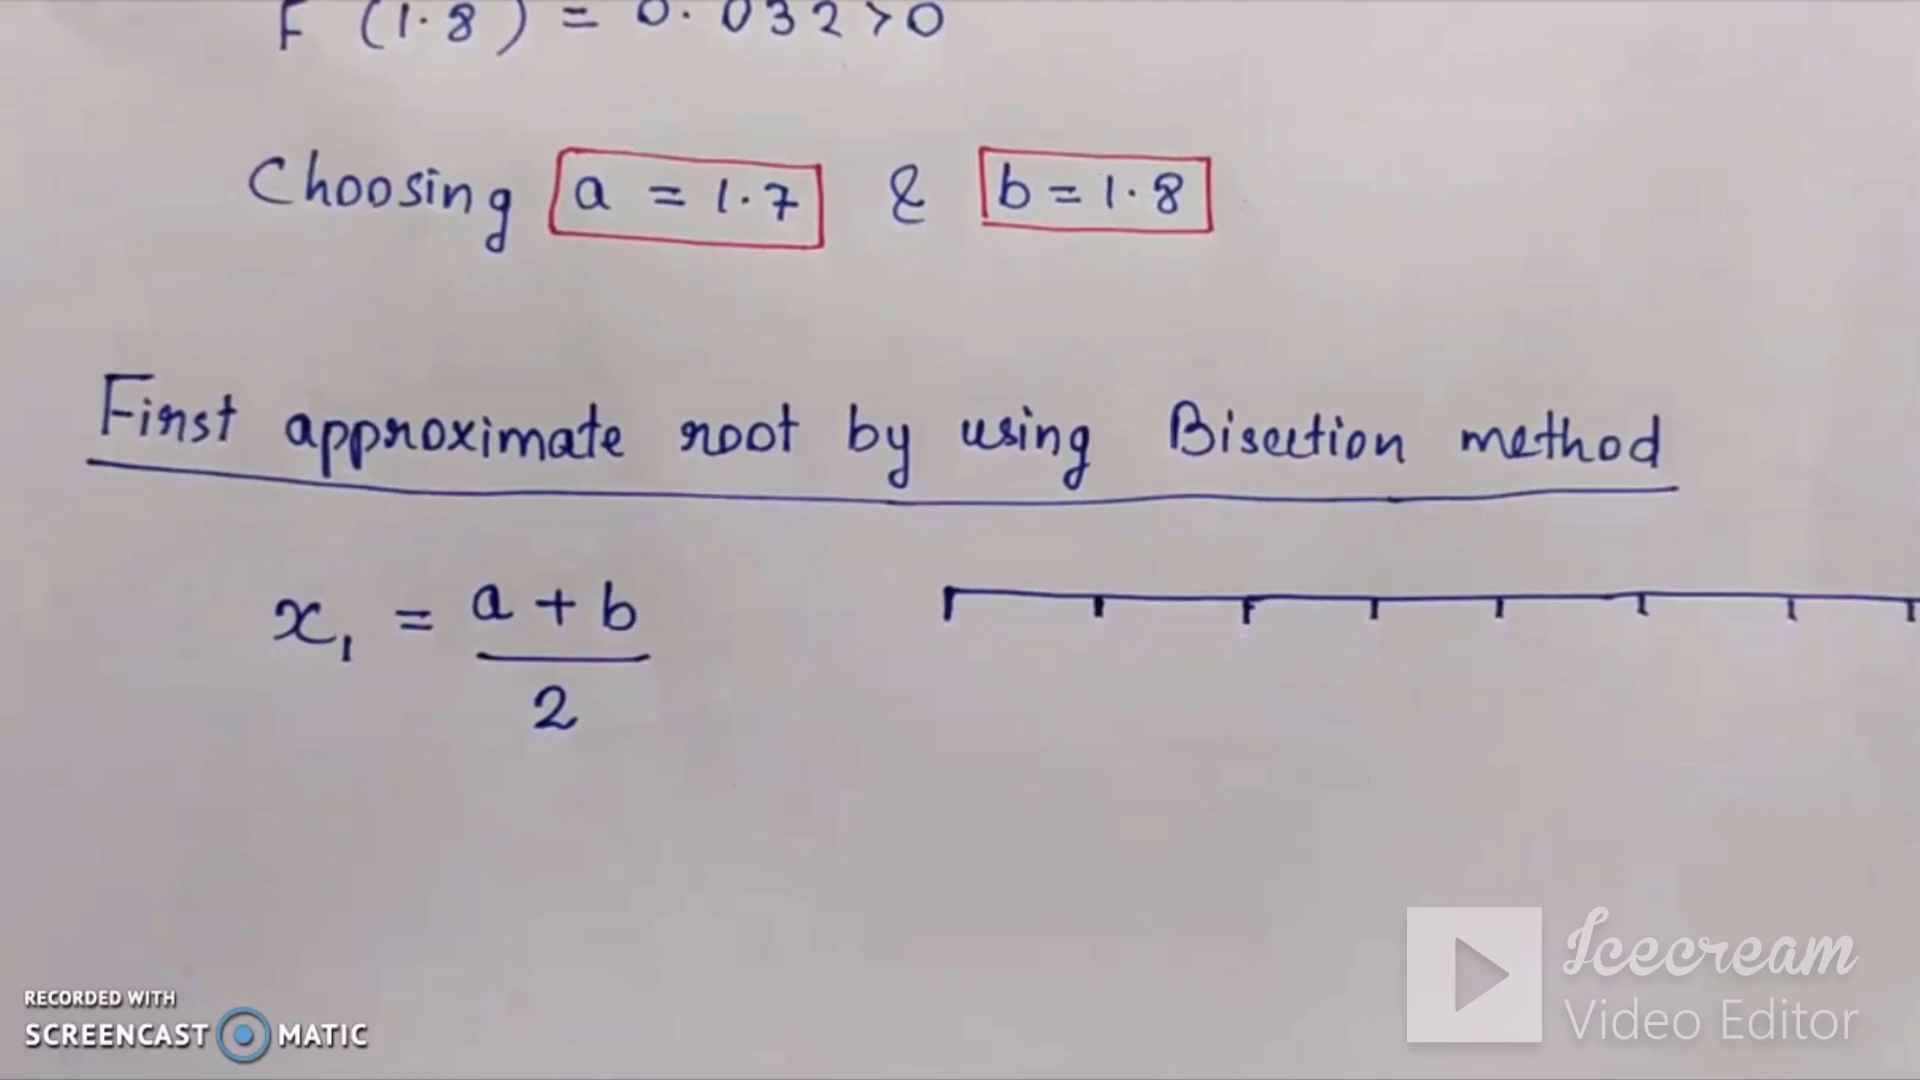 F (1.8) = 0.032 > 0
Choosing a = 1.7 & b = 1.8
First approximate root by using Bisection method
x₁ = a + b
2
RECORDED WITH
SCREENCAST MATIC
Icecream
Video Editor